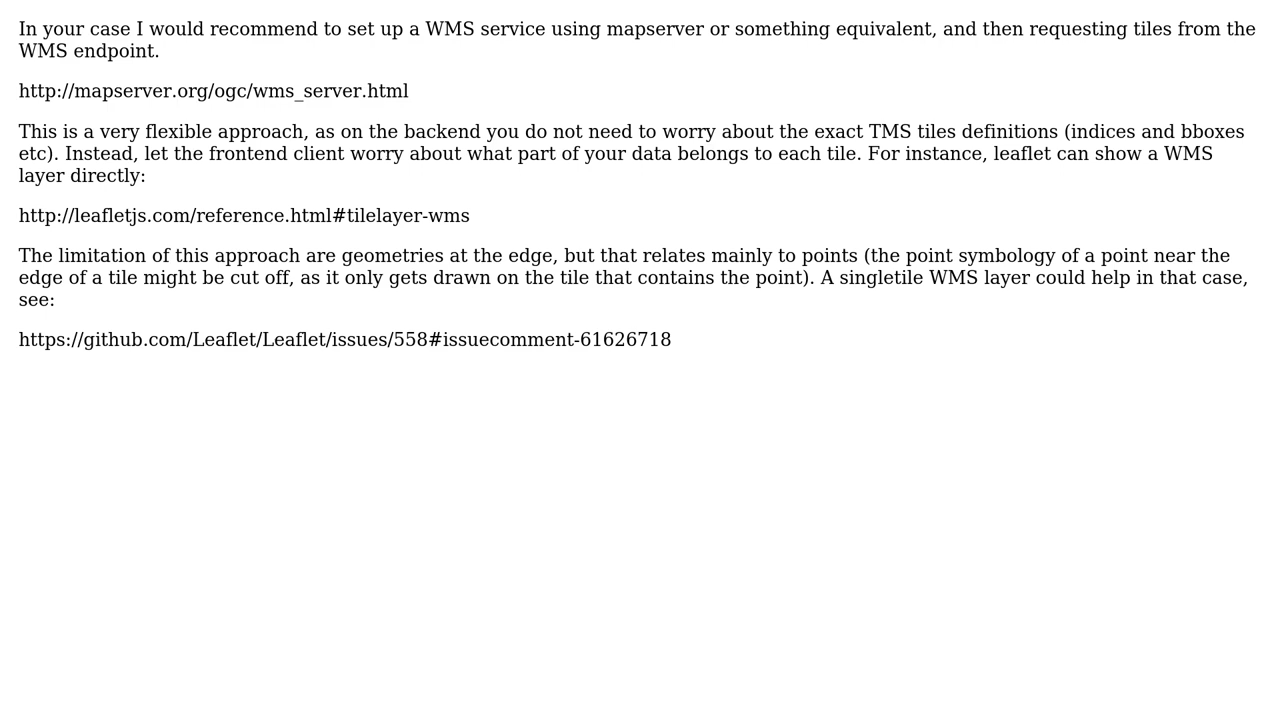 In your case I would recommend to set up a WMS service using mapserver or something equivalent, and then requesting tiles from the
WMS endpoint.
http://mapserver.org/ogc/wms_server.html
This is a very flexible approach, as on the backend you do not need to worry about the exact TMS tiles definitions (indices and bboxes
etc). Instead, let the frontend client worry about what part of your data belongs to each tile. For instance, leaflet can show a WMS
layer directly:
http://leafletjs.com/reference.html#tilelayer-wms
The limitation of this approach are geometries at the edge, but that relates mainly to points (the point symbology of a point near the
edge of a tile might be cut off, as it only gets drawn on the tile that contains the point). A singletile WMS layer could help in that case,
see:
https://github.com/Leaflet/Leaflet/issues/558#issuecomment-61626718